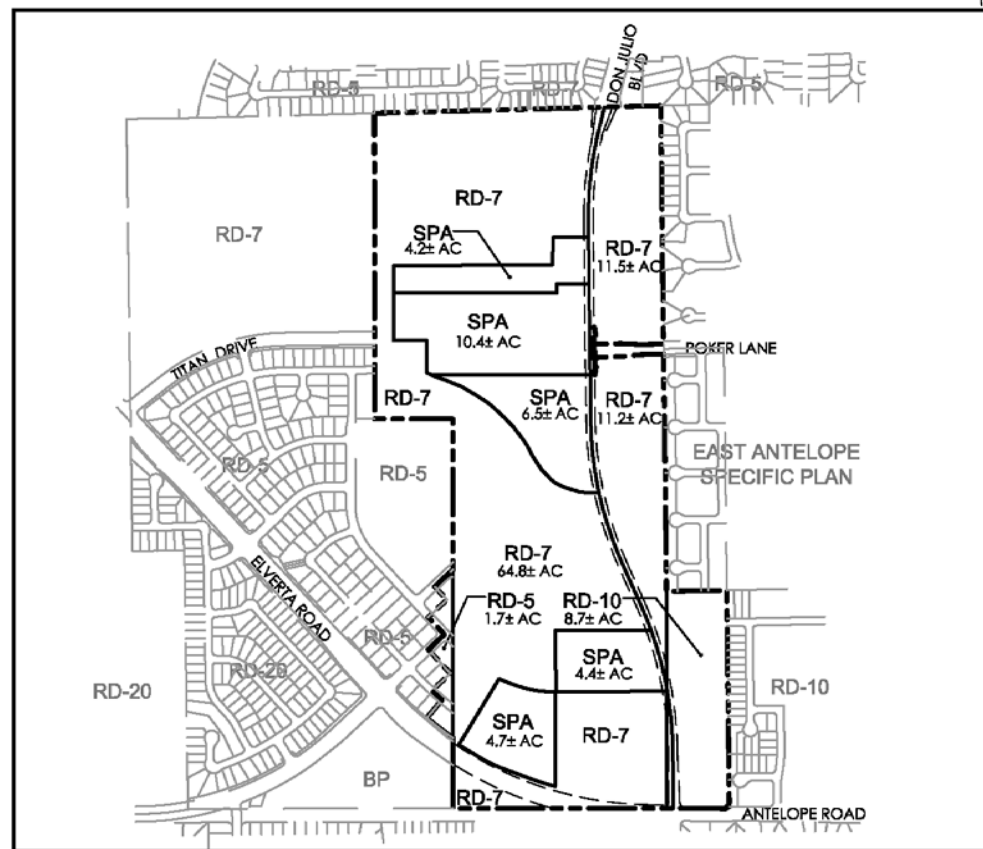 DON JULIO
BLVD
RD-5
RD-7
RD-5
RD-7
RD-7
SPA
4.2± AC
RD-7
11.5± AC
SPA
10.4± AC
TITAN DRIVE
POKER LANE
RD-7
SPA
6.5± AC
RD-7
11.2± AC
EAST ANTELOPE
SPECIFIC PLAN
RD-5
RD-5
RD-7
64.8± AC
ELVERTA ROAD
RD-5
1.7± AC
RD-10
8.7± AC
RD-5
SPA
4.4± AC
RD-20
RD-20
RD-10
SPA
4.7± AC
RD-7
BP
RD-7
ANTELOPE ROAD